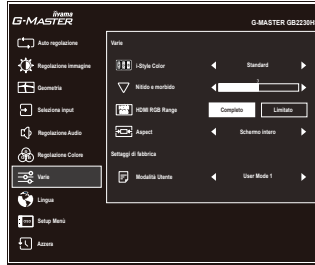 iiyama
G-MASTER
G-MASTER GB2230H
Auto regolazione
Regolazione immagine
Geometria
Seleziona input
Regolazione Audio
Regolazione Colore
Varie
Lingua
Setup Menù
Azzera
Varie
i-Style Color
Standard
Nitido e morbido
3
HDMI RGB Range
Completo
Limitato
Aspect
Schermo intero
Settaggi di fabbrica
Modalità Utente
User Mode 1